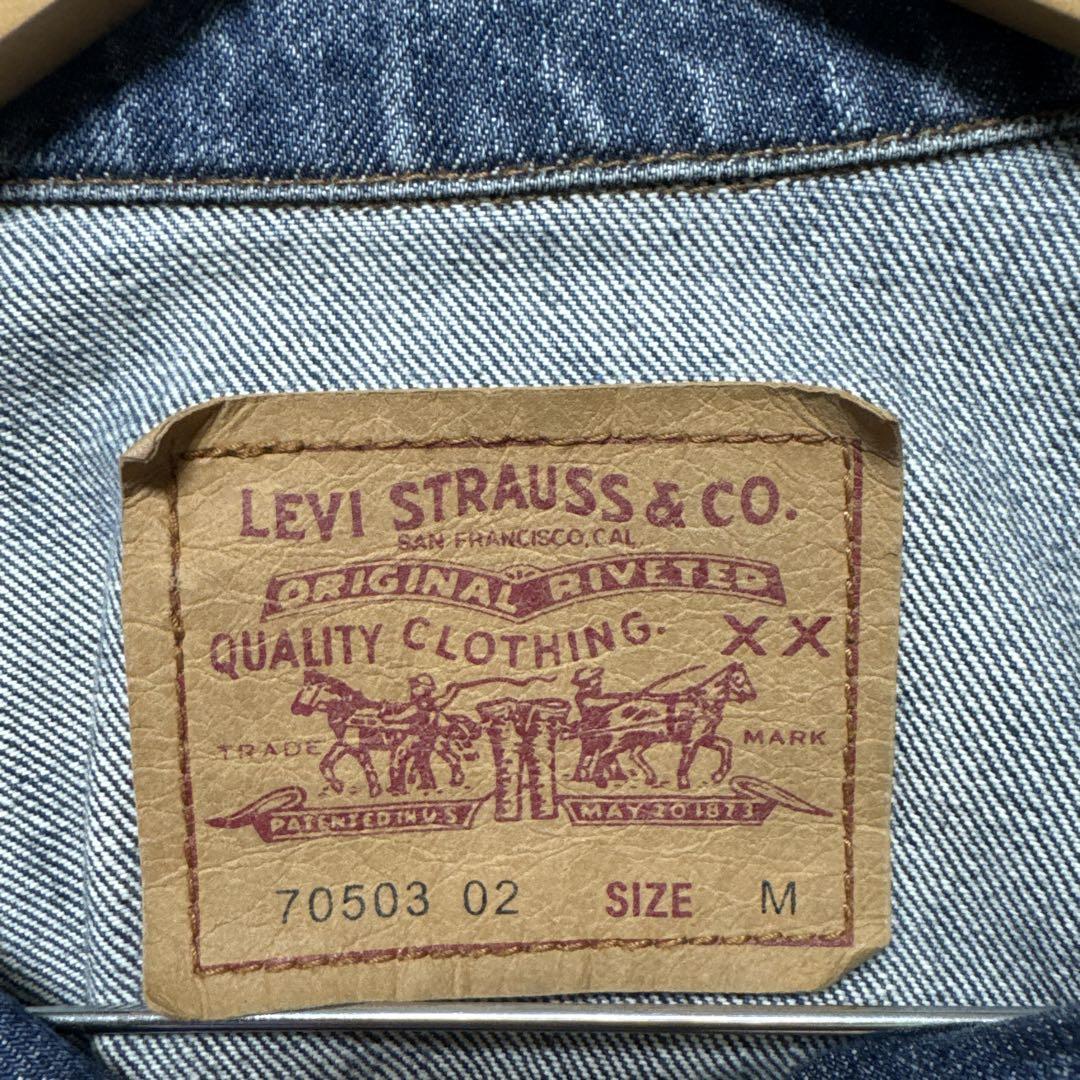 LEVI STRAUSS & CO.
SAN FRANCISCO, CAL.
ORIGINAL RIVETED
QUALITY CLOTHING. XX
TRADE MARK
PATENTED IN U.S MAY 20 1873
70503 02 SIZE M